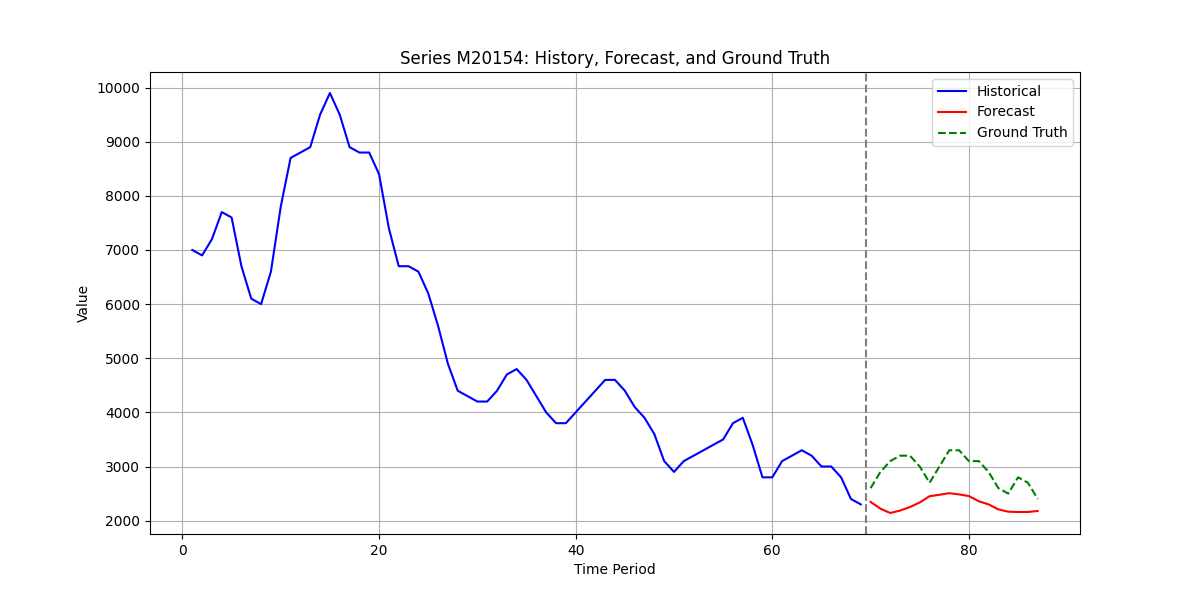 Series M20154: History, Forecast, and Ground Truth
Historical
Forecast
Ground Truth
Value
10000
9000
8000
7000
6000
5000
4000
3000
2000
0 20 40 60 80
Time Period